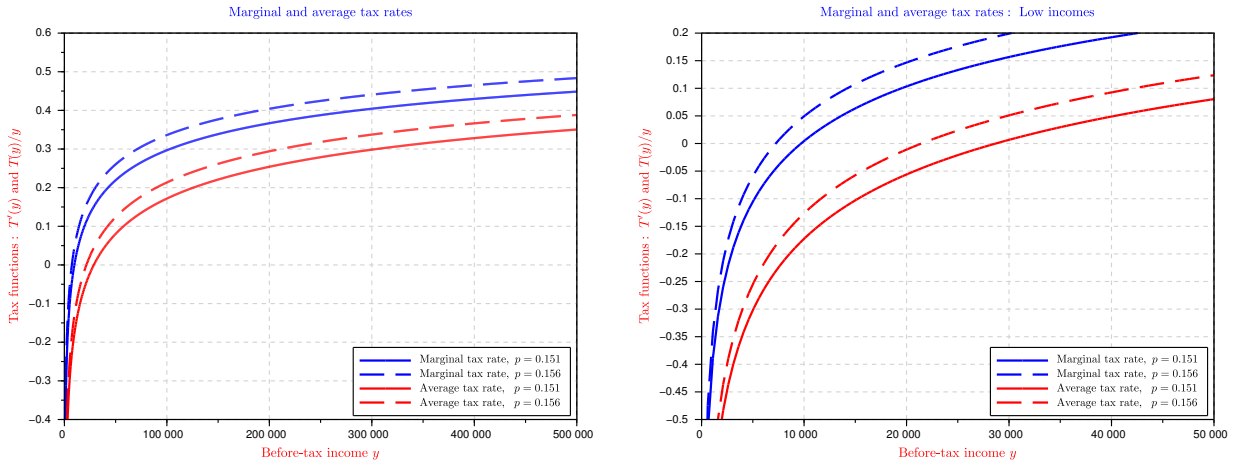 Marginal and average tax rates
Tax functions : T′(y) and T(y)/y
0.6
0.5
0.4
0.3
0.2
0.1
0
−0.1
−0.2
−0.3
−0.4
0 100 000 200 000 300 000 400 000 500 000
Before-tax income y
Marginal tax rate, p = 0.151
Marginal tax rate, p = 0.156
Average tax rate, p = 0.151
Average tax rate, p = 0.156
Marginal and average tax rates : Low incomes
Tax functions : T′(y) and T(y)/y
0.2
0.15
0.1
0.05
0
−0.05
−0.1
−0.15
−0.2
−0.25
−0.3
−0.35
−0.4
−0.45
−0.5
0 10 000 20 000 30 000 40 000 50 000
Before-tax income y
Marginal tax rate, p = 0.151
Marginal tax rate, p = 0.156
Average tax rate, p = 0.151
Average tax rate, p = 0.156